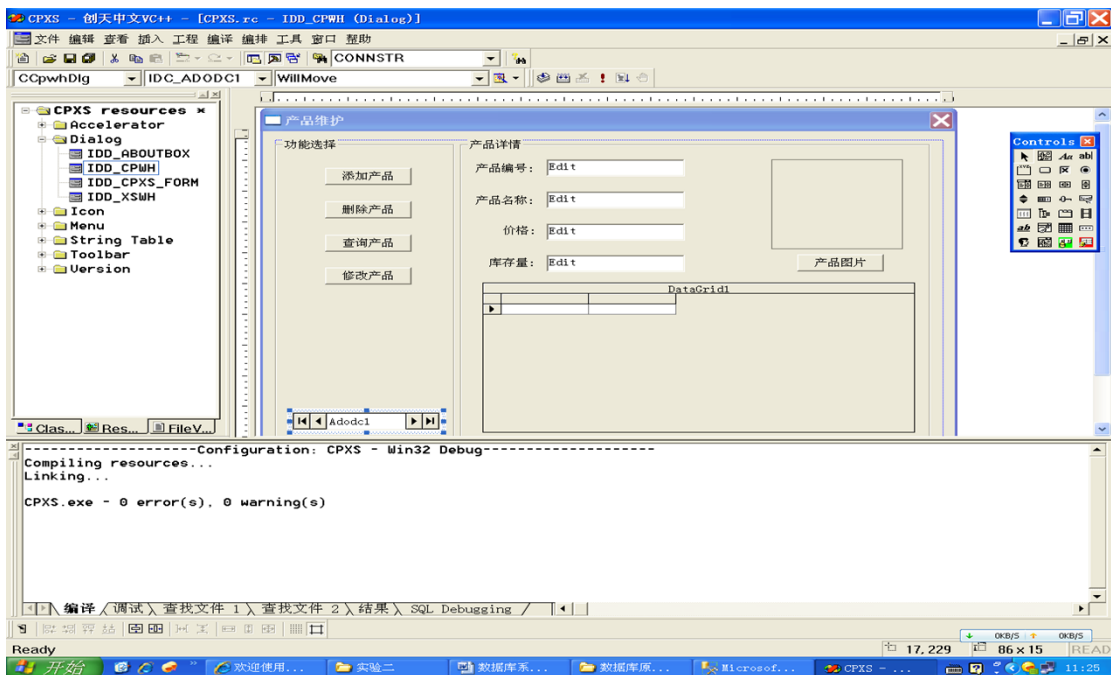 CPXS - 创天中文VC++ - [CPXS.rc - IDD_CPWH (Dialog)]
文件 编辑 查看 插入 工程 编译 编排 工具 窗口 帮助
CONNSTR
CCpwhDlg IDC_ADODC1 WillMove
CPXS resources
Accelerator
Dialog
IDD_ABOUTBOX
IDD_CPWH
IDD_CPXS_FORM
IDD_XSWH
Icon
Menu
String Table
Toolbar
Version
Clas... Res... FileV...
产品维护
功能选择
添加产品
删除产品
查询产品
修改产品
Adodc1
产品详情
产品编号: Edit
产品名称: Edit
价格: Edit
库存量: Edit
产品图片
DataGrid1
Controls
Aa ab|
--------------------Configuration: CPXS - Win32 Debug--------------------
Compiling resources...
Linking...
CPXS.exe - 0 error(s), 0 warning(s)
编译 调试 查找文件 1 查找文件 2 结果 SQL Debugging
0KB/S 0KB/S
Ready 17, 229 86 x 15 READ
开始 欢迎使用... 实验二 数据库系... 数据库原... Microsof... CPXS - ... 11:25